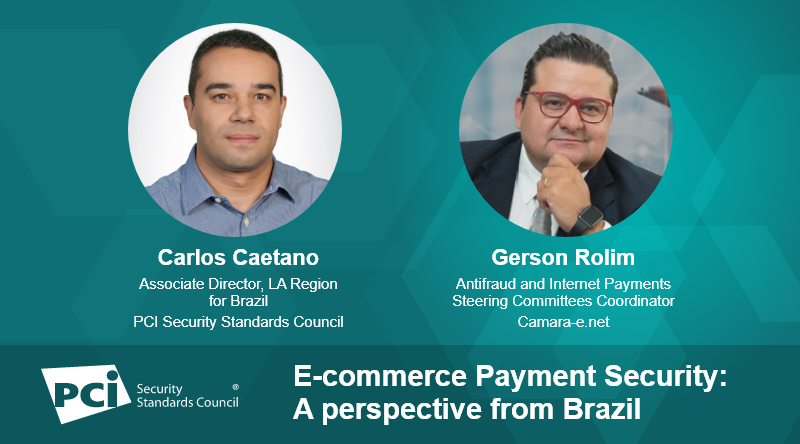 Carlos Caetano
Associate Director, LA Region
for Brazil
PCI Security Standards Council
Gerson Rolim
Antifraud and Internet Payments
Steering Committees Coordinator
Camara-e.net
PCi
Security ®
Standards Council
E-commerce Payment Security:
A perspective from Brazil